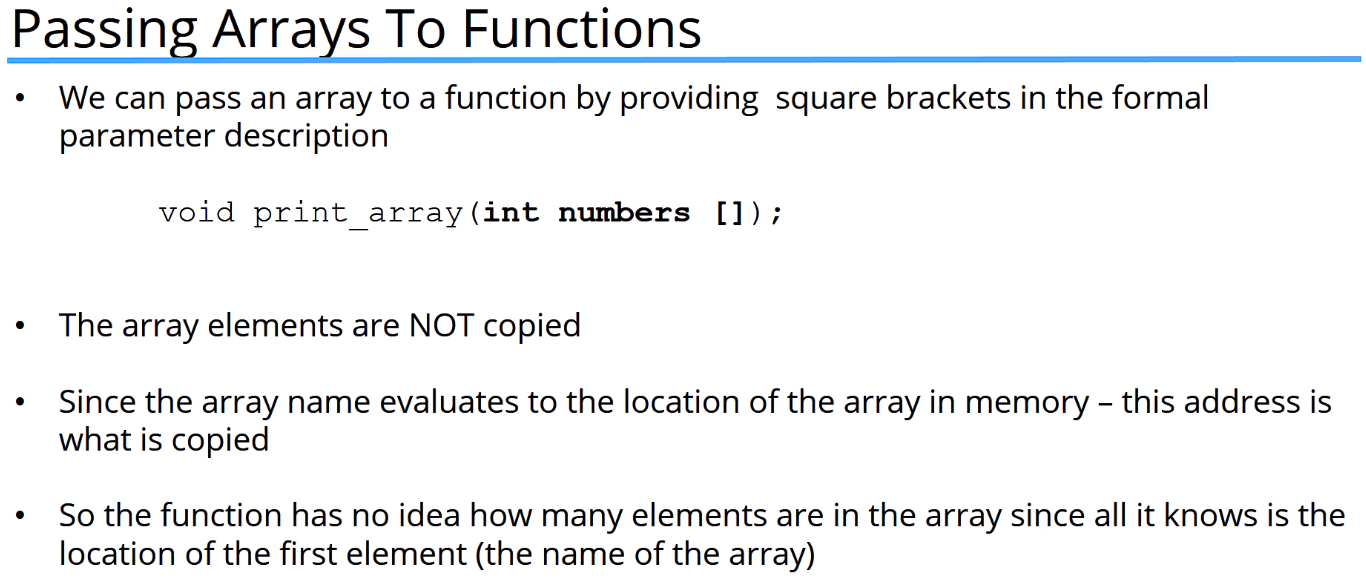 Passing Arrays To Functions
• We can pass an array to a function by providing  square brackets in the formal
parameter description
void print_array(int numbers []);
• The array elements are NOT copied
• Since the array name evaluates to the location of the array in memory – this address is
what is copied
• So the function has no idea how many elements are in the array since all it knows is the
location of the first element (the name of the array)